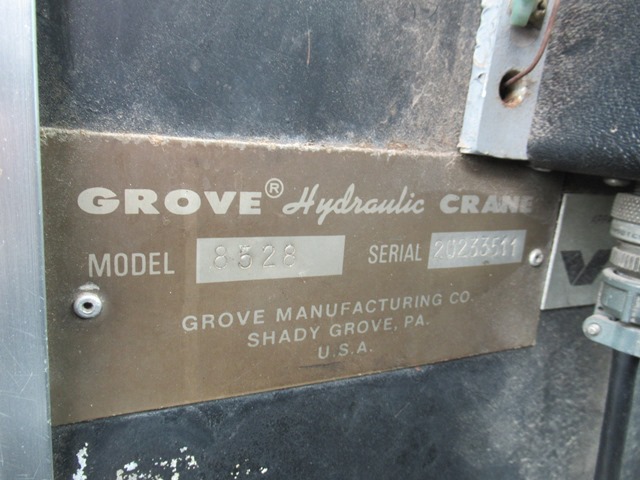 GROVE® Hydraulic CRANE
MODEL 8528 SERIAL 20233511
GROVE MANUFACTURING CO.
SHADY GROVE, PA.
U.S.A.